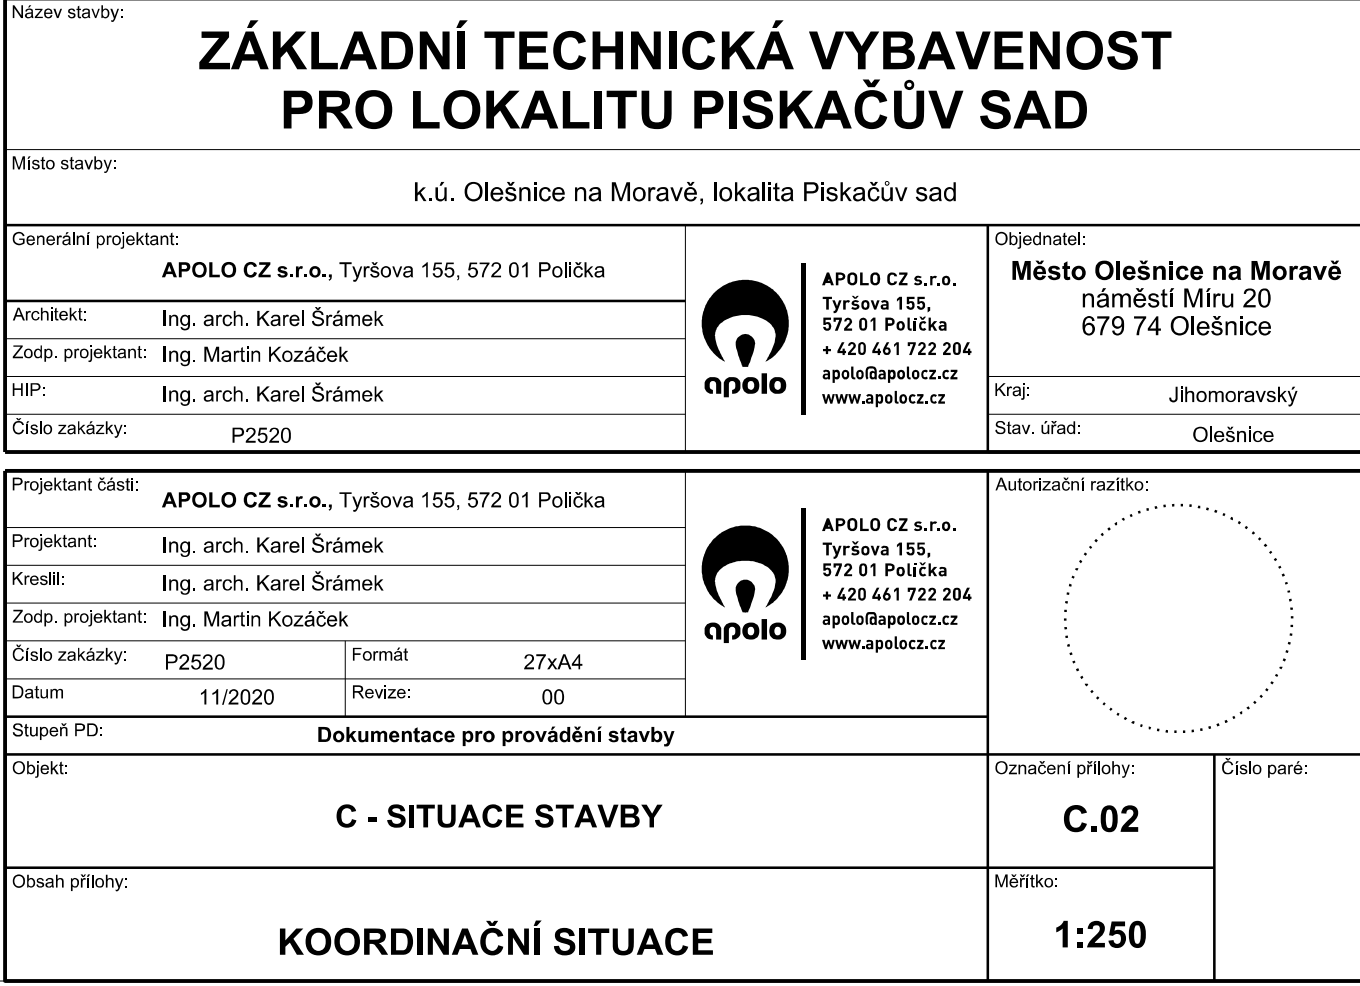 Název stavby:
ZÁKLADNÍ TECHNICKÁ VYBAVENOST
PRO LOKALITU PISKAČŮV SAD
Místo stavby:
k.ú. Olešnice na Moravě, lokalita Piskačův sad
Generální projektant:
APOLO CZ s.r.o., Tyršova 155, 572 01 Polička
Architekt: Ing. arch. Karel Šrámek
Zodp. projektant: Ing. Martin Kozáček
HIP: Ing. arch. Karel Šrámek
Číslo zakázky: P2520
apolo
APOLO CZ s.r.o.
Tyršova 155,
572 01 Polička
+ 420 461 722 204
apolo@apolocz.cz
www.apolocz.cz
Objednatel:
Město Olešnice na Moravě
náměstí Míru 20
679 74 Olešnice
Kraj: Jihomoravský
Stav. úřad: Olešnice
Projektant části:
APOLO CZ s.r.o., Tyršova 155, 572 01 Polička
Projektant: Ing. arch. Karel Šrámek
Kreslil: Ing. arch. Karel Šrámek
Zodp. projektant: Ing. Martin Kozáček
Číslo zakázky: P2520 Formát 27xA4
Datum 11/2020 Revize: 00
apolo
APOLO CZ s.r.o.
Tyršova 155,
572 01 Polička
+ 420 461 722 204
apolo@apolocz.cz
www.apolocz.cz
Autorizační razítko:
Stupeň PD: Dokumentace pro provádění stavby
Objekt:
C - SITUACE STAVBY
Označení přílohy:
C.02
Číslo paré:
Obsah přílohy:
KOORDINAČNÍ SITUACE
Měřítko:
1:250